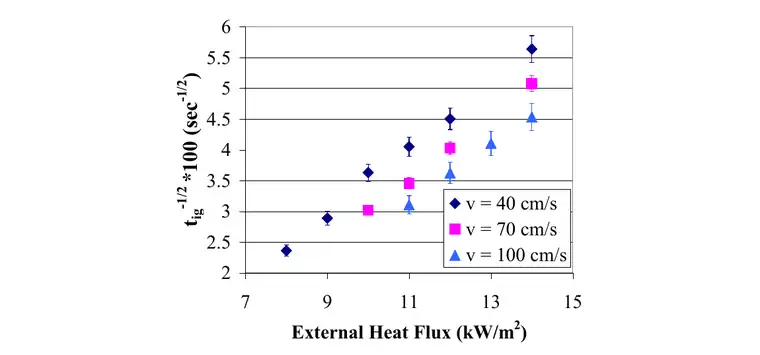 6
5.5
5
4.5
4
3.5
3
2.5
2
t_ig^-1/2 *100 (sec^-1/2)
v = 40 cm/s
v = 70 cm/s
v = 100 cm/s
7 9 11 13 15
External Heat Flux (kW/m²)